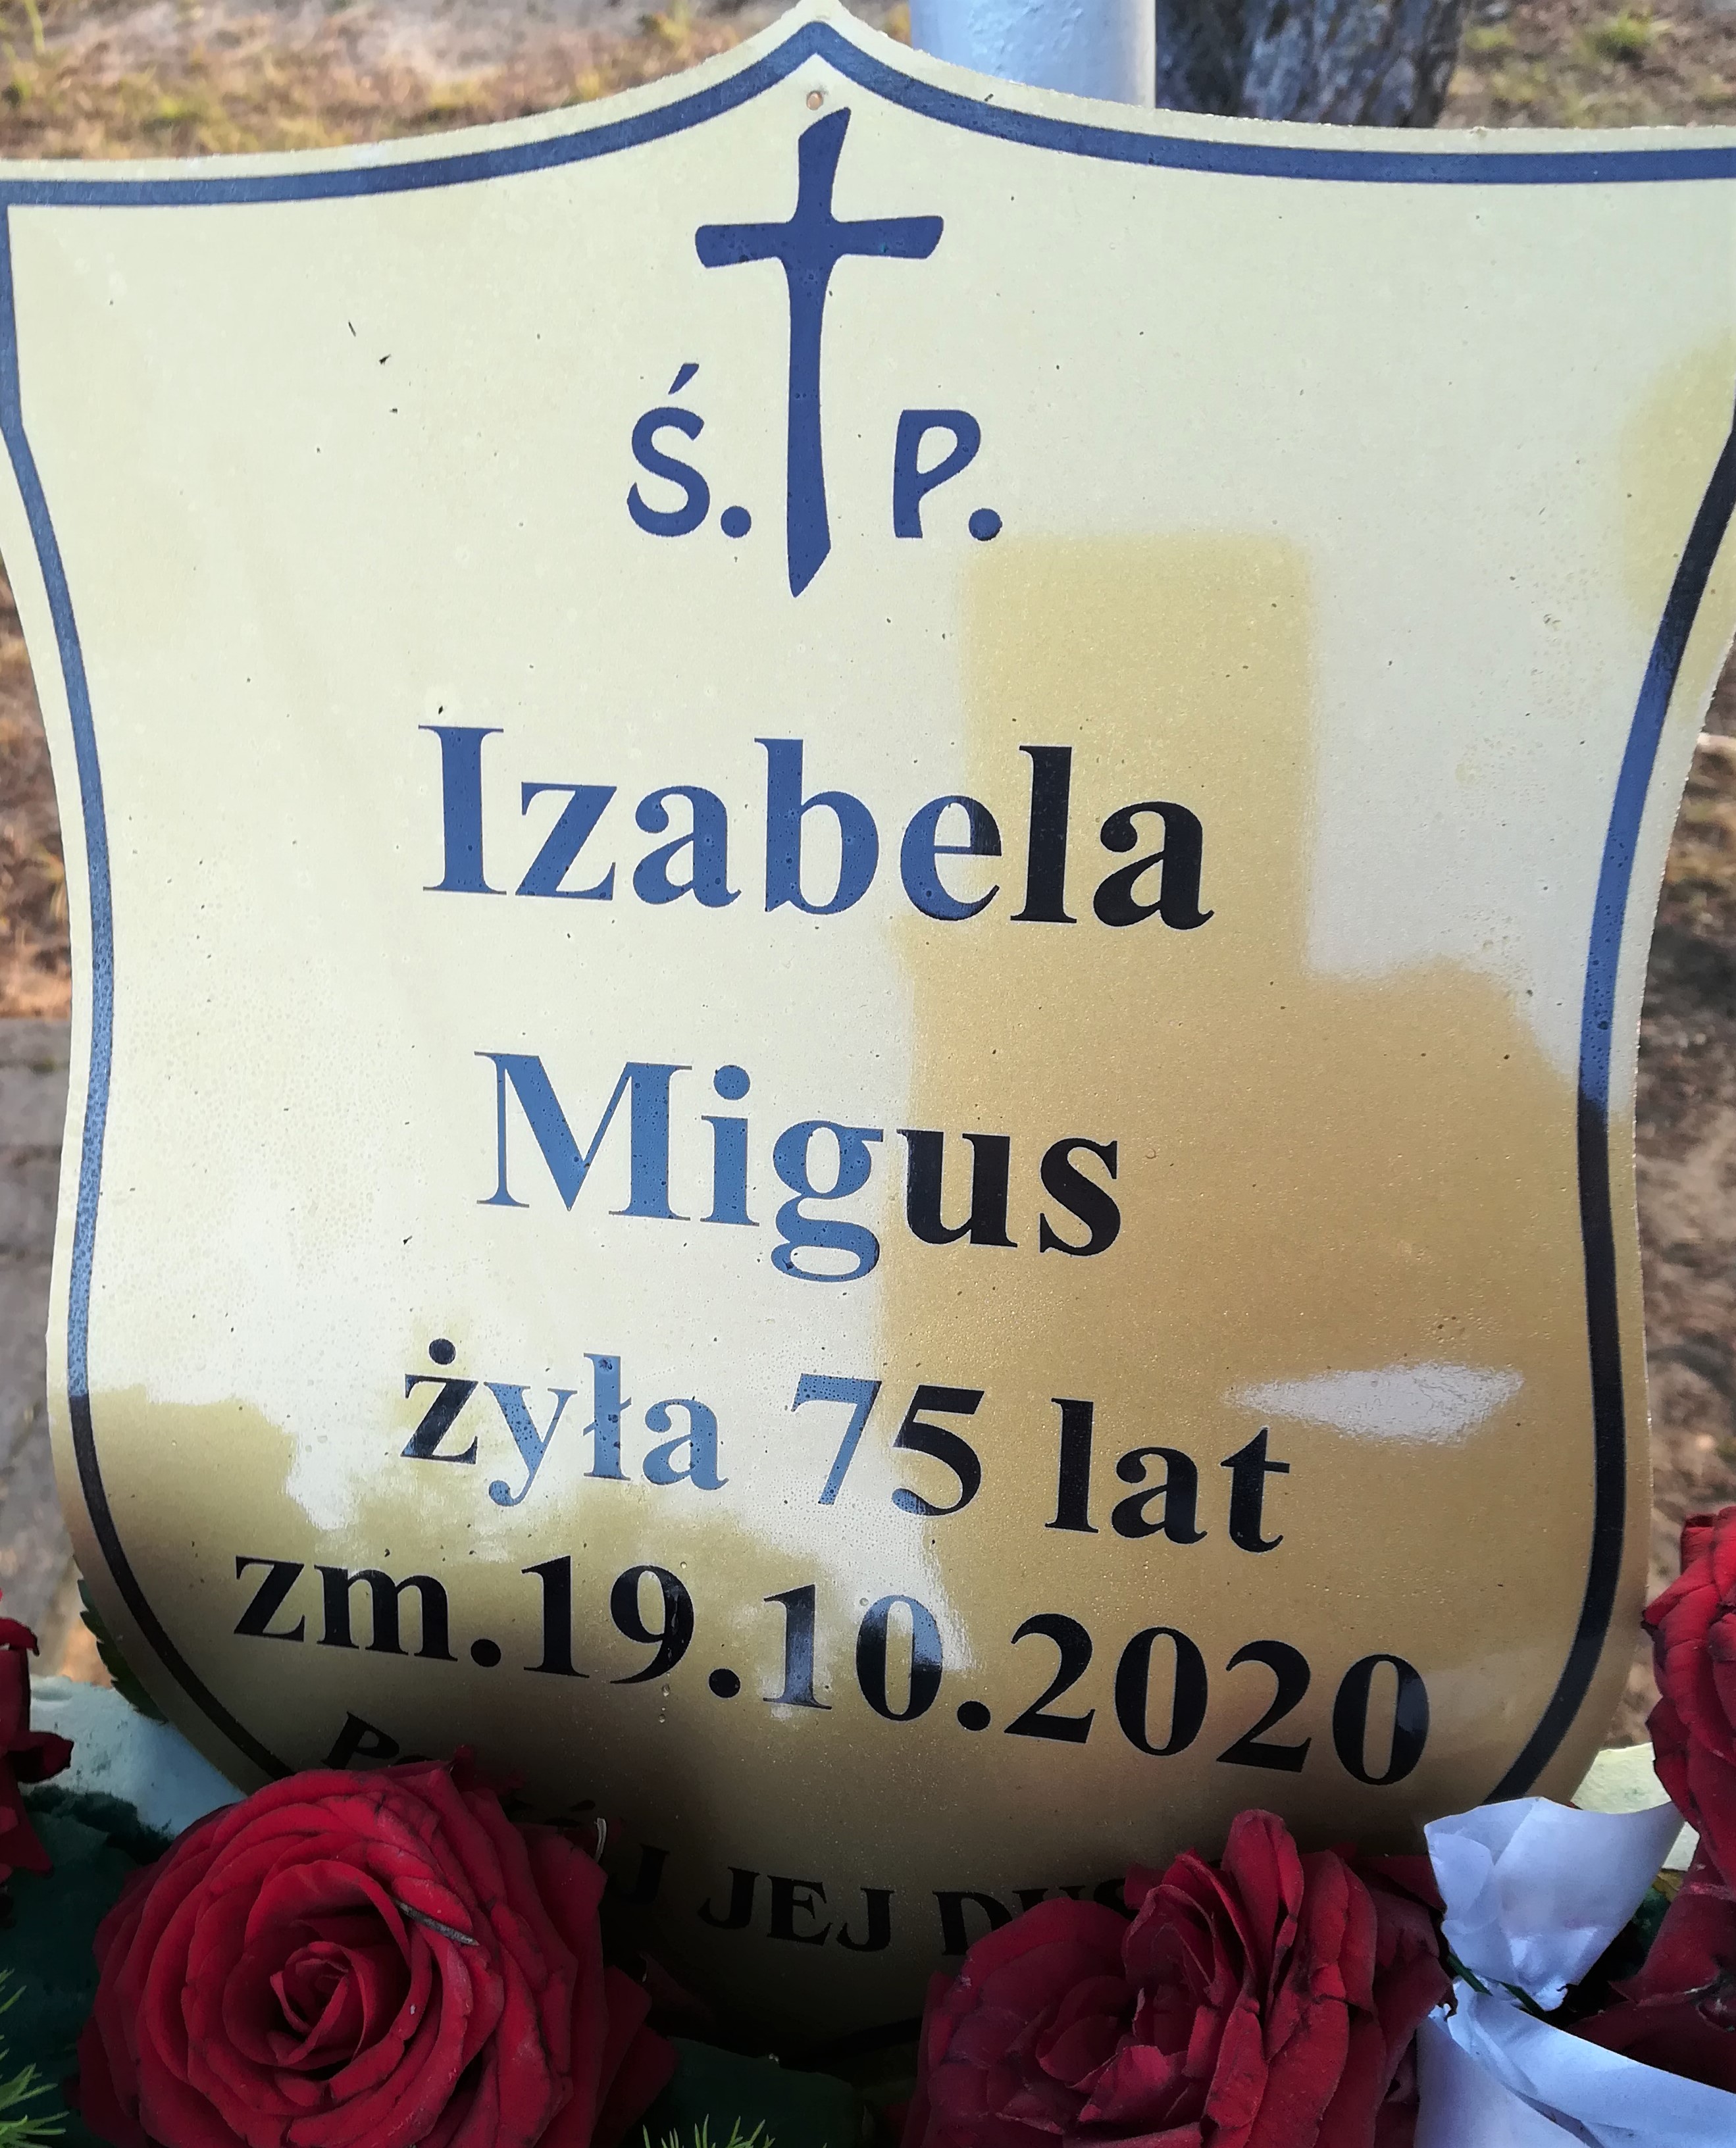 Ś. P.
Izabela
Migus
żyła 75 lat
zm.19.10.2020
JEJ